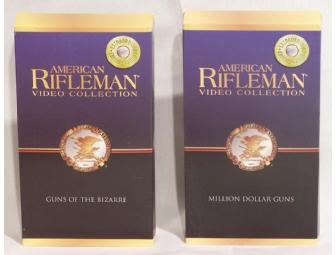 AMERICAN
RIFLEMAN
VIDEO COLLECTION
GUNS OF THE BIZARRE
AMERICAN
RIFLEMAN
VIDEO COLLECTION
MILLION DOLLAR GUNS